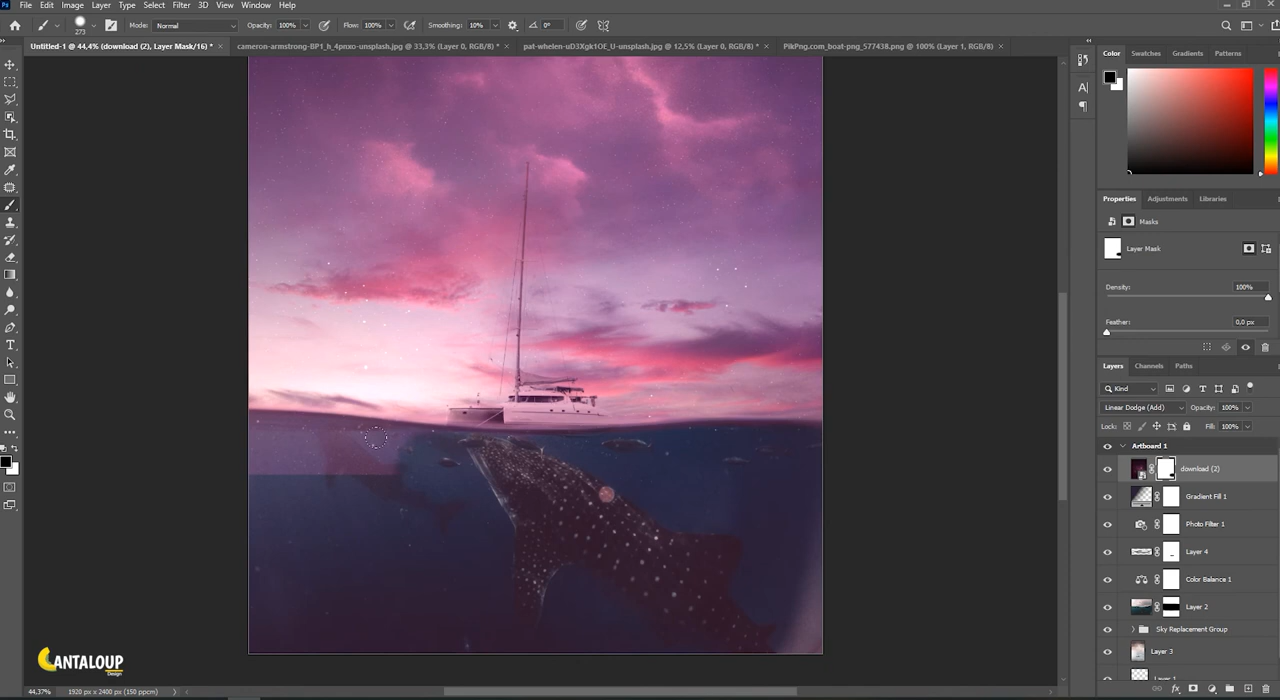 Ps File Edit Image Layer Type Select Filter 3D View Window Help
273 Mode: Normal Opacity: 100% Flow: 100% Smoothing: 10% 0°
Untitled-1 @ 44,4% (download (2), Layer Mask/16) * × cameron-armstrong-BP1_h_4pnxo-unsplash.jpg @ 33,3% (Layer 0, RGB/8) * × pat-whelen-uD3Xgk1OE_U-unsplash.jpg @ 12,5% (Layer 0, RGB/8) * × PikPng.com_boat-png_577438.png @ 100% (Layer 1, RGB/8) ×
Color Swatches Gradients Patterns
Properties Adjustments Libraries
Masks
Layer Mask
Density: 100%
Feather: 0,0 px
Layers Channels Paths
Kind
Linear Dodge (Add) Opacity: 100%
Lock: Fill: 100%
Artboard 1
download (2)
Gradient Fill 1
Photo Filter 1
Layer 4
Color Balance 1
Layer 2
Sky Replacement Group
Layer 3
CANTALOUP
Design
44.37% 1920 px x 2400 px (150 ppcm)